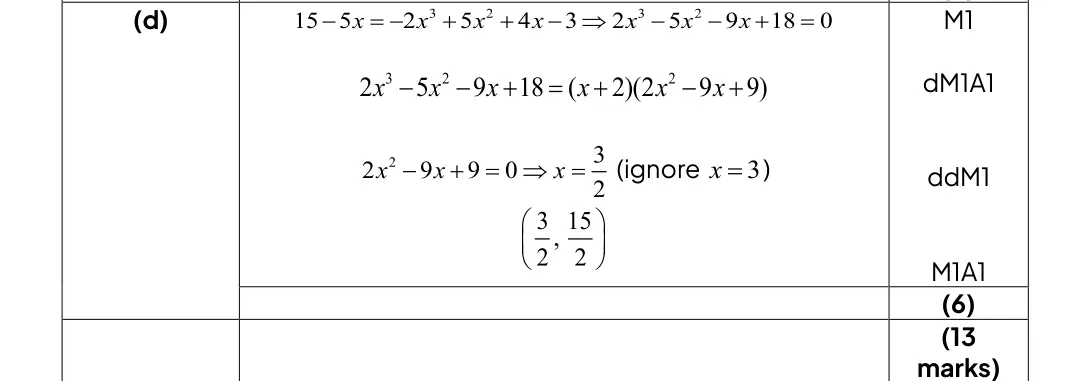 (d) 15 − 5x = −2x³ + 5x² + 4x − 3 ⇒ 2x³ − 5x² − 9x + 18 = 0 M1
2x³ − 5x² − 9x + 18 = (x + 2)(2x² − 9x + 9) dM1A1
2x² − 9x + 9 = 0 ⇒ x = 3/2 (ignore x = 3) ddM1
(3/2, 15/2)
M1A1
(6)
(13
marks)